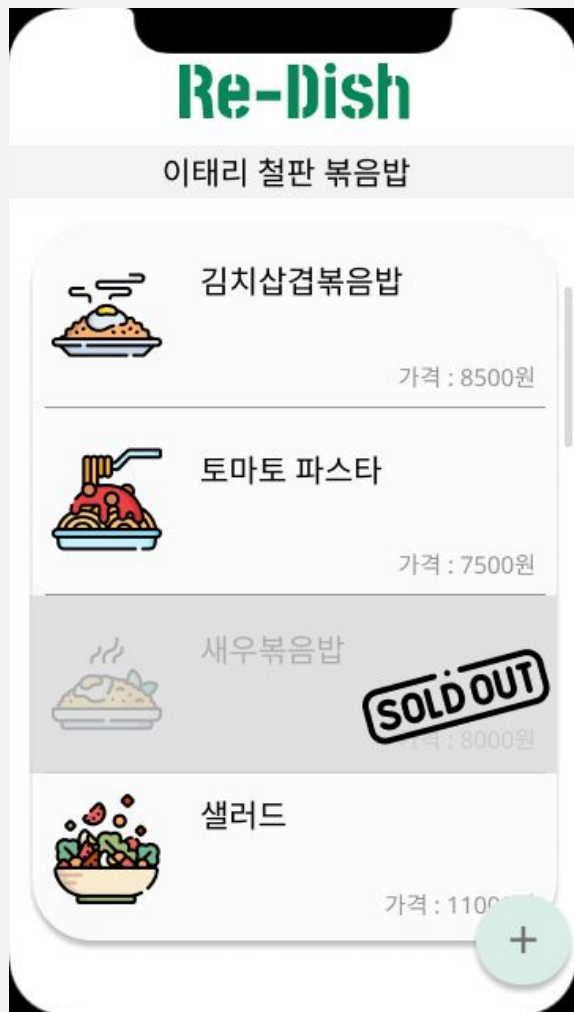 Re-Dish
이태리 철판 볶음밥
김치삽겹볶음밥
가격 : 8500원
토마토 파스타
가격 : 7500원
새우볶음밥
SOLD OUT
: 8000원
샐러드
가격 :
+